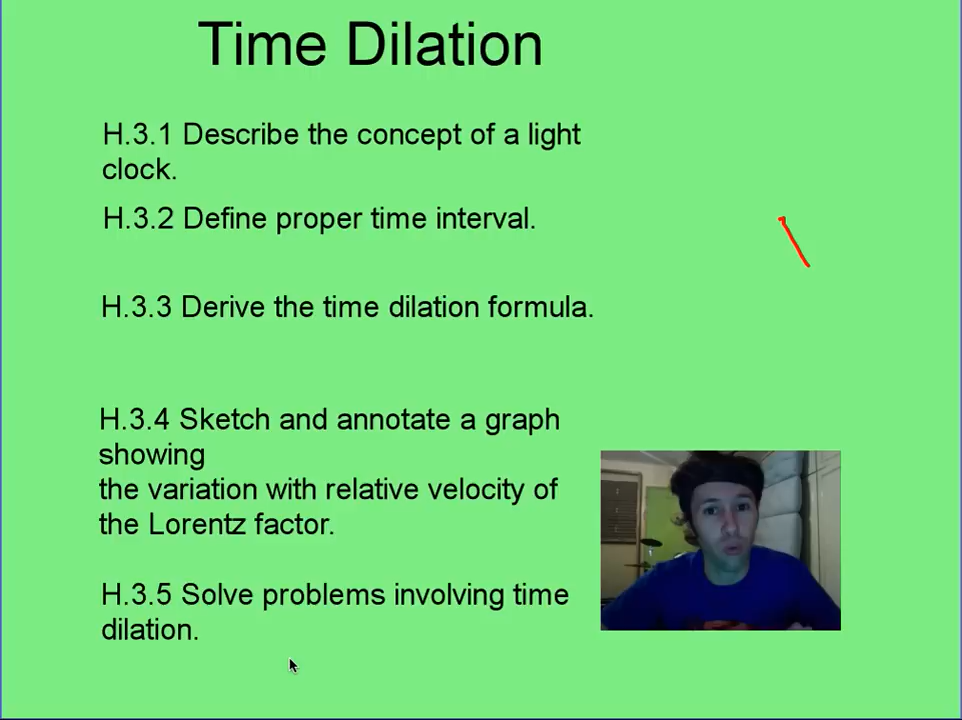 Time Dilation
H.3.1 Describe the concept of a light
clock.
H.3.2 Define proper time interval.
H.3.3 Derive the time dilation formula.
H.3.4 Sketch and annotate a graph
showing
the variation with relative velocity of
the Lorentz factor.
H.3.5 Solve problems involving time
dilation.